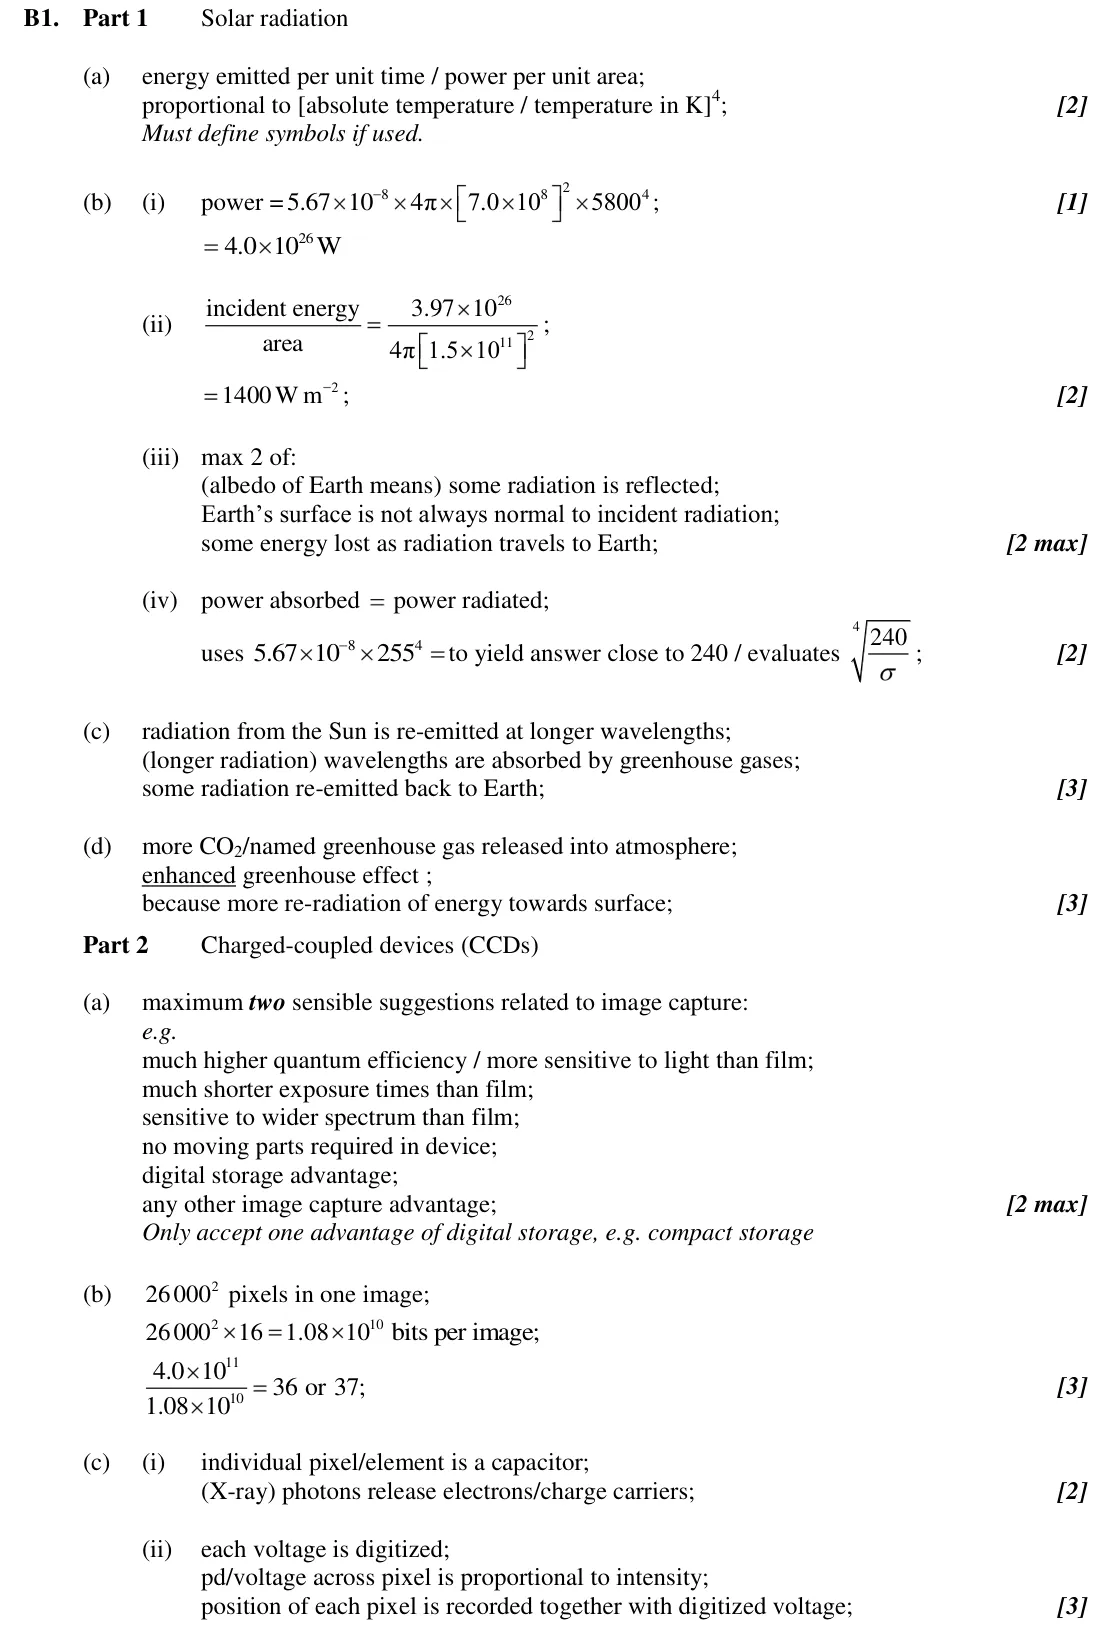 B1. Part 1 Solar radiation
(a) energy emitted per unit time / power per unit area;
proportional to [absolute temperature / temperature in K]⁴; [2]
Must define symbols if used.
(b) (i) power = 5.67×10⁻⁸ × 4π × [7.0×10⁸]² × 5800⁴; [1]
= 4.0×10²⁶ W
(ii) incident energy / area = 3.97×10²⁶ / 4π[1.5×10¹¹]²;
= 1400 W m⁻²; [2]
(iii) max 2 of:
(albedo of Earth means) some radiation is reflected;
Earth's surface is not always normal to incident radiation;
some energy lost as radiation travels to Earth; [2 max]
(iv) power absorbed = power radiated;
uses 5.67×10⁻⁸ × 255⁴ = to yield answer close to 240 / evaluates ⁴√(240/σ); [2]
(c) radiation from the Sun is re-emitted at longer wavelengths;
(longer radiation) wavelengths are absorbed by greenhouse gases;
some radiation re-emitted back to Earth; [3]
(d) more CO₂/named greenhouse gas released into atmosphere;
enhanced greenhouse effect ;
because more re-radiation of energy towards surface; [3]
Part 2 Charged-coupled devices (CCDs)
(a) maximum two sensible suggestions related to image capture:
e.g.
much higher quantum efficiency / more sensitive to light than film;
much shorter exposure times than film;
sensitive to wider spectrum than film;
no moving parts required in device;
digital storage advantage;
any other image capture advantage; [2 max]
Only accept one advantage of digital storage, e.g. compact storage
(b) 26000² pixels in one image;
26000² × 16 = 1.08×10¹⁰ bits per image;
4.0×10¹¹ / 1.08×10¹⁰ = 36 or 37; [3]
(c) (i) individual pixel/element is a capacitor;
(X-ray) photons release electrons/charge carriers; [2]
(ii) each voltage is digitized;
pd/voltage across pixel is proportional to intensity;
position of each pixel is recorded together with digitized voltage; [3]